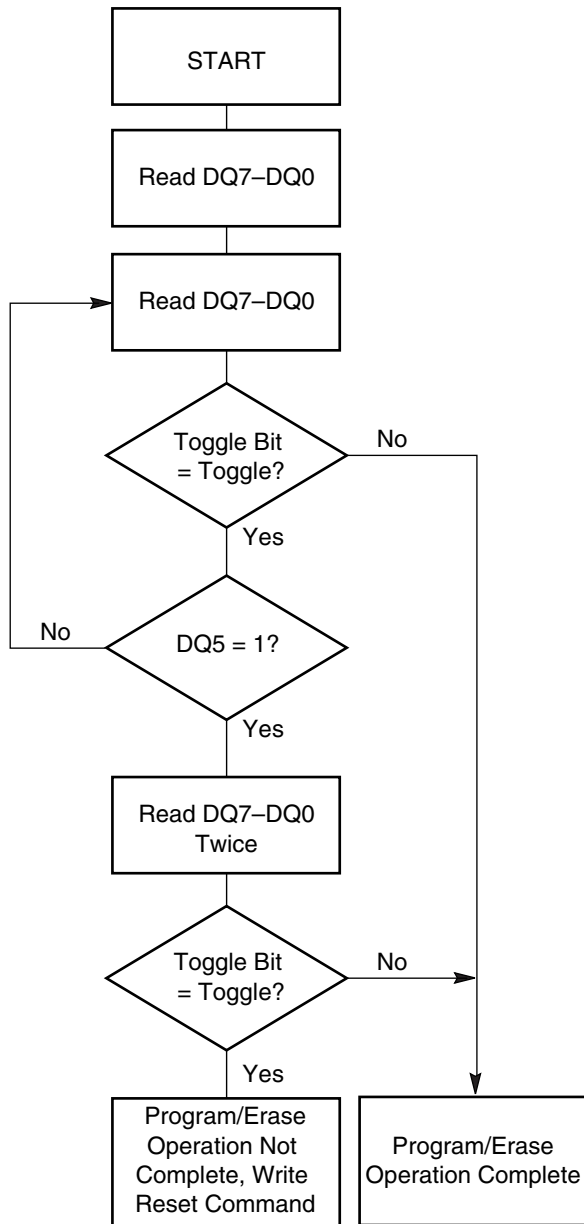 START
Read DQ7–DQ0
Read DQ7–DQ0
Toggle Bit
= Toggle?
No
Yes
No
DQ5 = 1?
Yes
Read DQ7–DQ0
Twice
Toggle Bit
= Toggle?
No
Yes
Program/Erase
Operation Not
Complete, Write
Reset Command
Program/Erase
Operation Complete